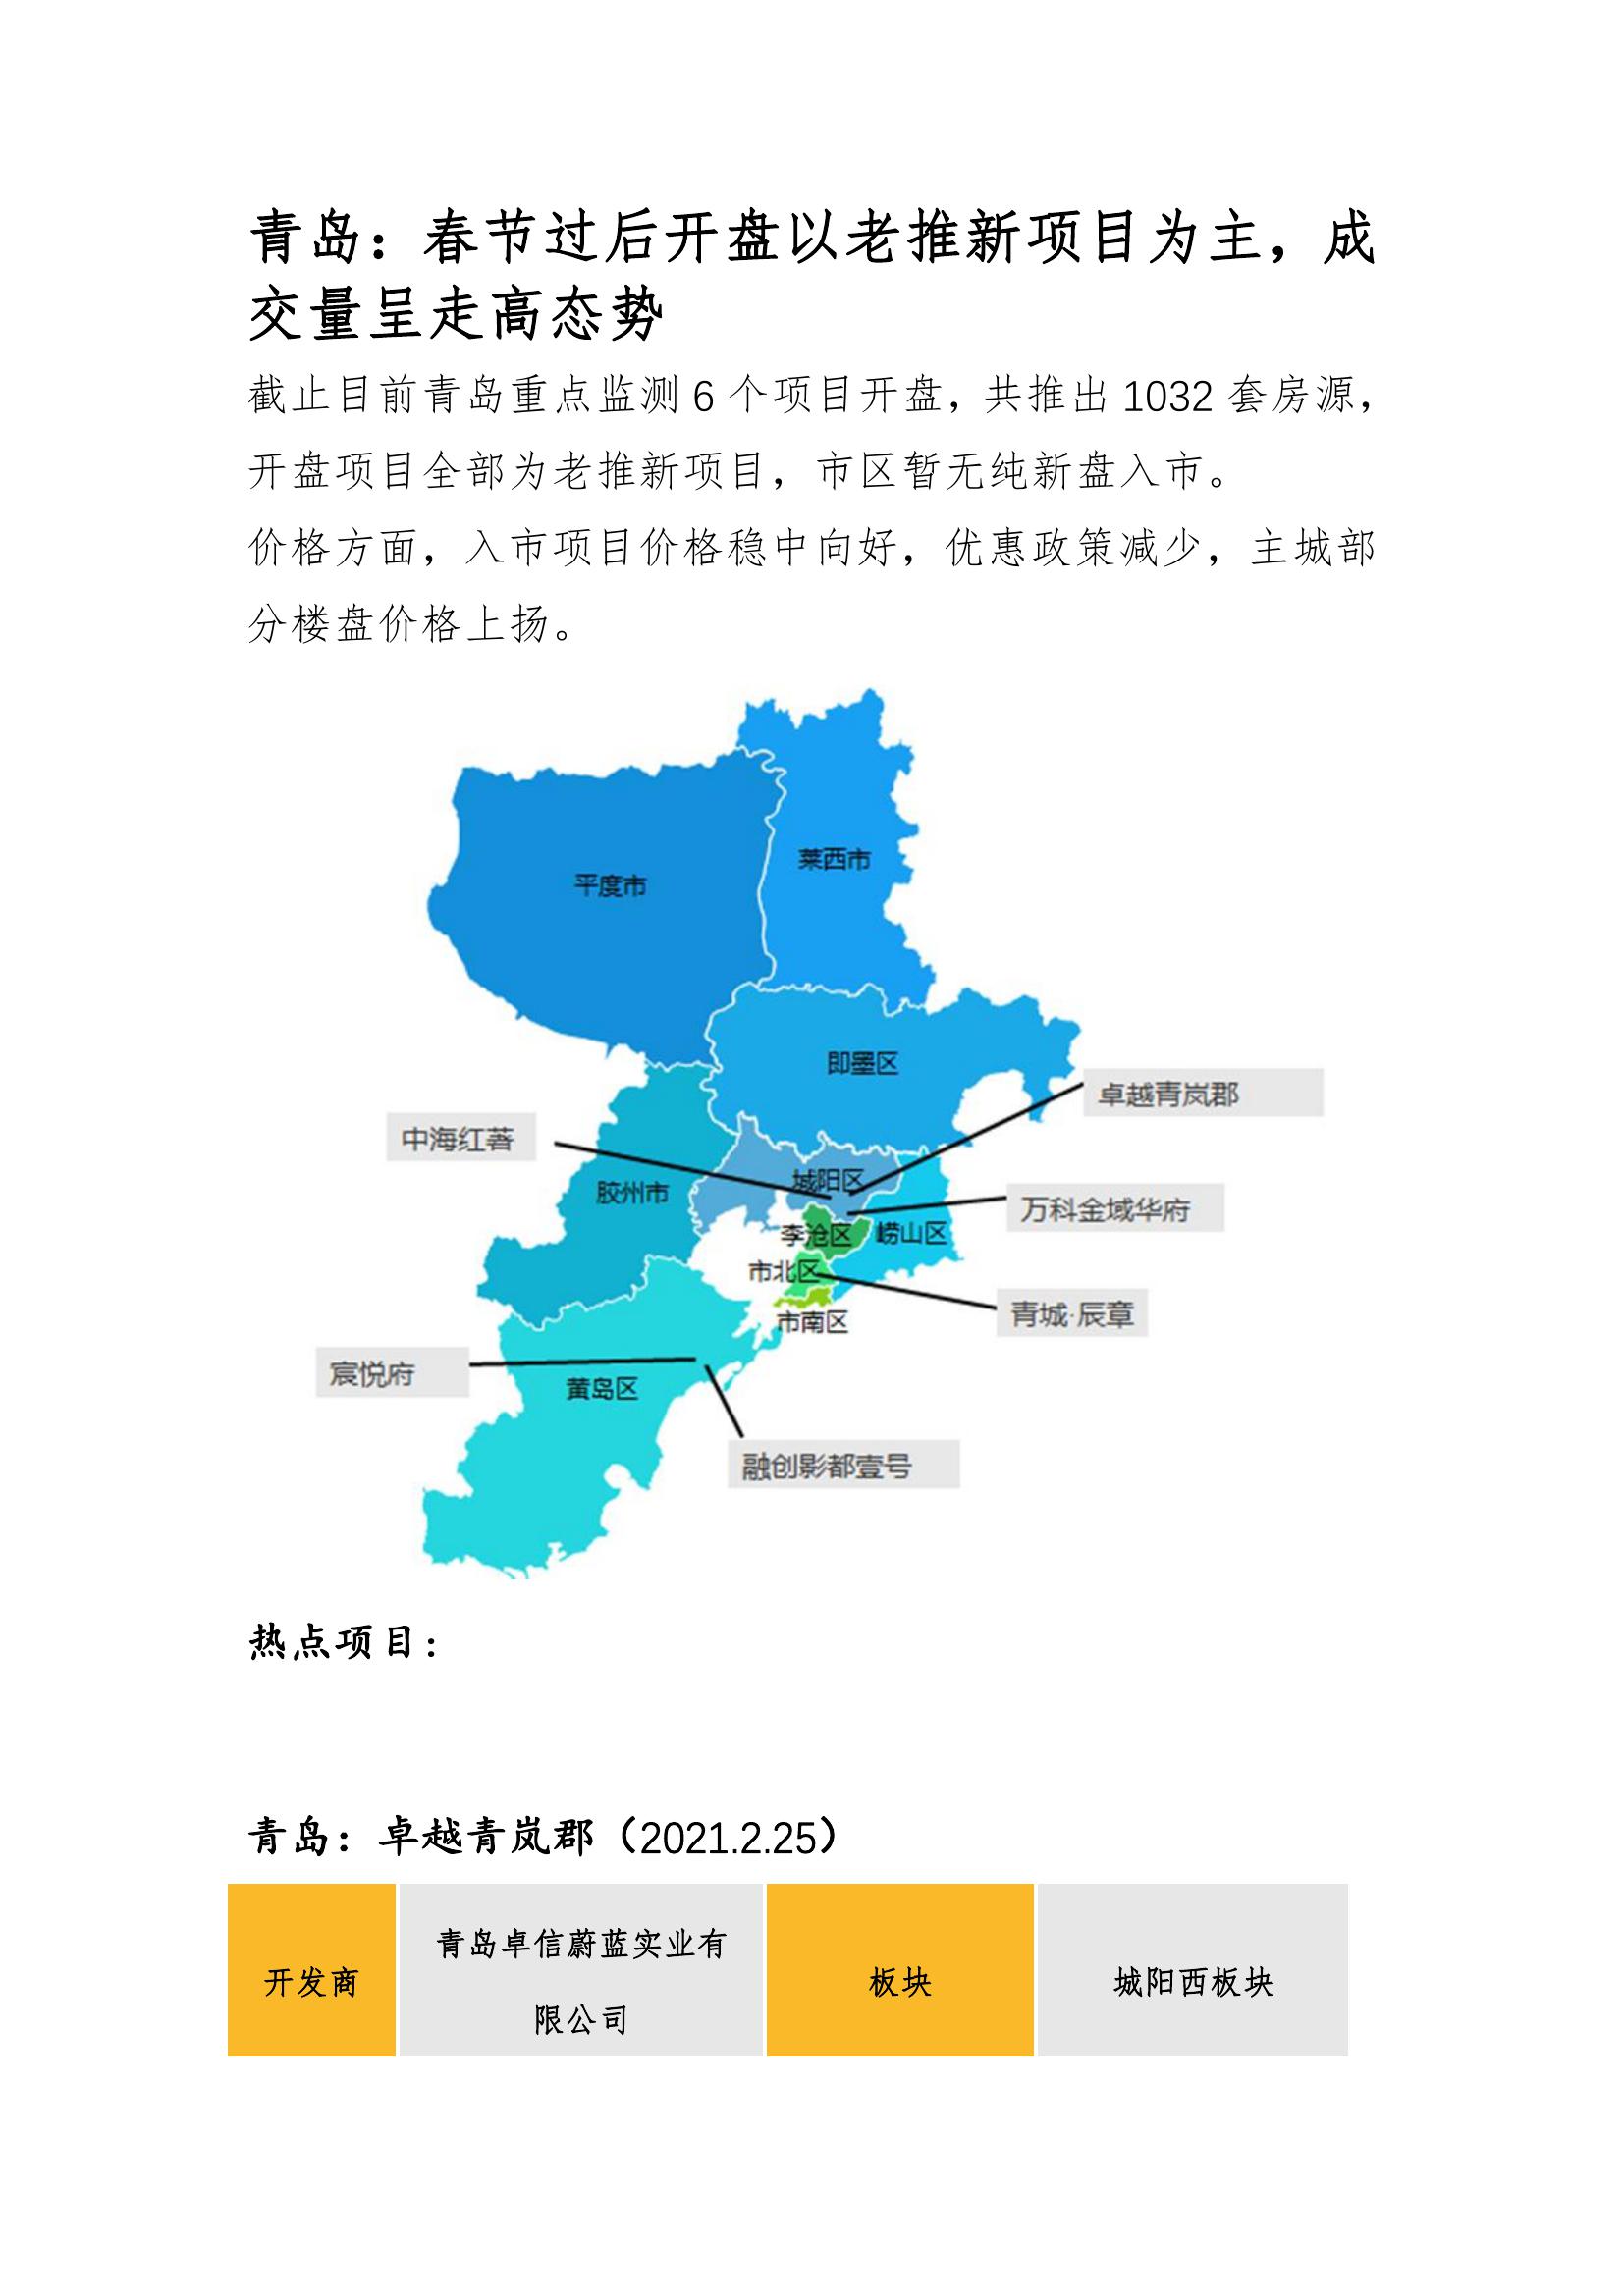 青岛：春节过后开盘以老推新项目为主，成
交量呈走高态势
截止目前青岛重点监测 6 个项目开盘，共推出 1032 套房源，
开盘项目全部为老推新项目，市区暂无纯新盘入市。
价格方面，入市项目价格稳中向好，优惠政策减少，主城部
分楼盘价格上扬。
莱西市
平度市
即墨区
卓越青岚郡
中海红著
城阳区
胶州市
万科金域华府
李沧区
崂山区
市北区
青城·辰章
市南区
宸悦府
黄岛区
融创影都壹号
热点项目：
青岛：卓越青岚郡（2021.2.25）
开发商
青岛卓信蔚蓝实业有
限公司
板块
城阳西板块